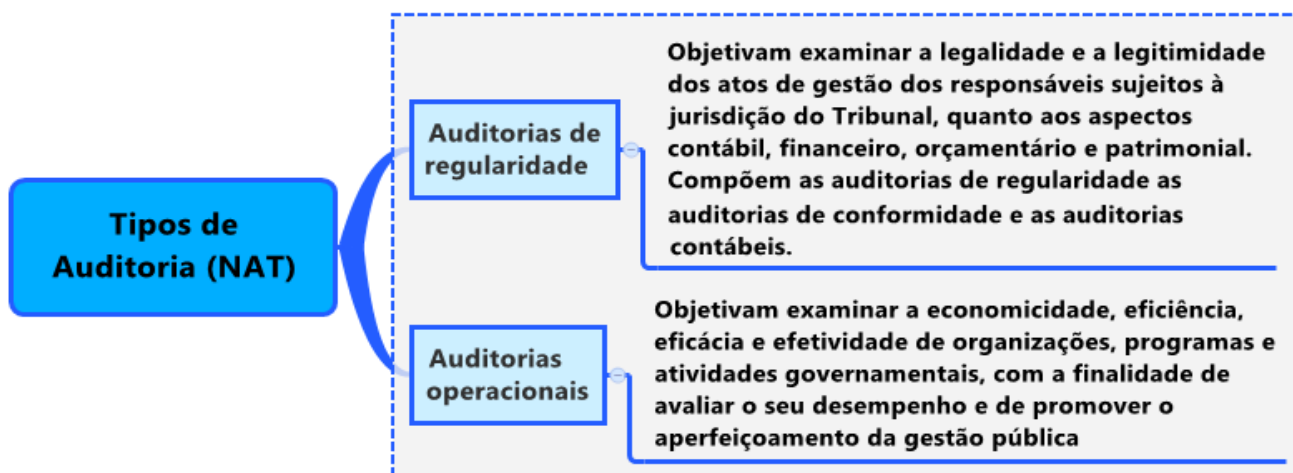 Tipos de
Auditoria (NAT)
Auditorias de
regularidade
Objetivam examinar a legalidade e a legitimidade
dos atos de gestão dos responsáveis sujeitos à
jurisdição do Tribunal, quanto aos aspectos
contábil, financeiro, orçamentário e patrimonial.
Compõem as auditorias de regularidade as
auditorias de conformidade e as auditorias
contábeis.
Auditorias
operacionais
Objetivam examinar a economicidade, eficiência,
eficácia e efetividade de organizações, programas e
atividades governamentais, com a finalidade de
avaliar o seu desempenho e de promover o
aperfeiçoamento da gestão pública